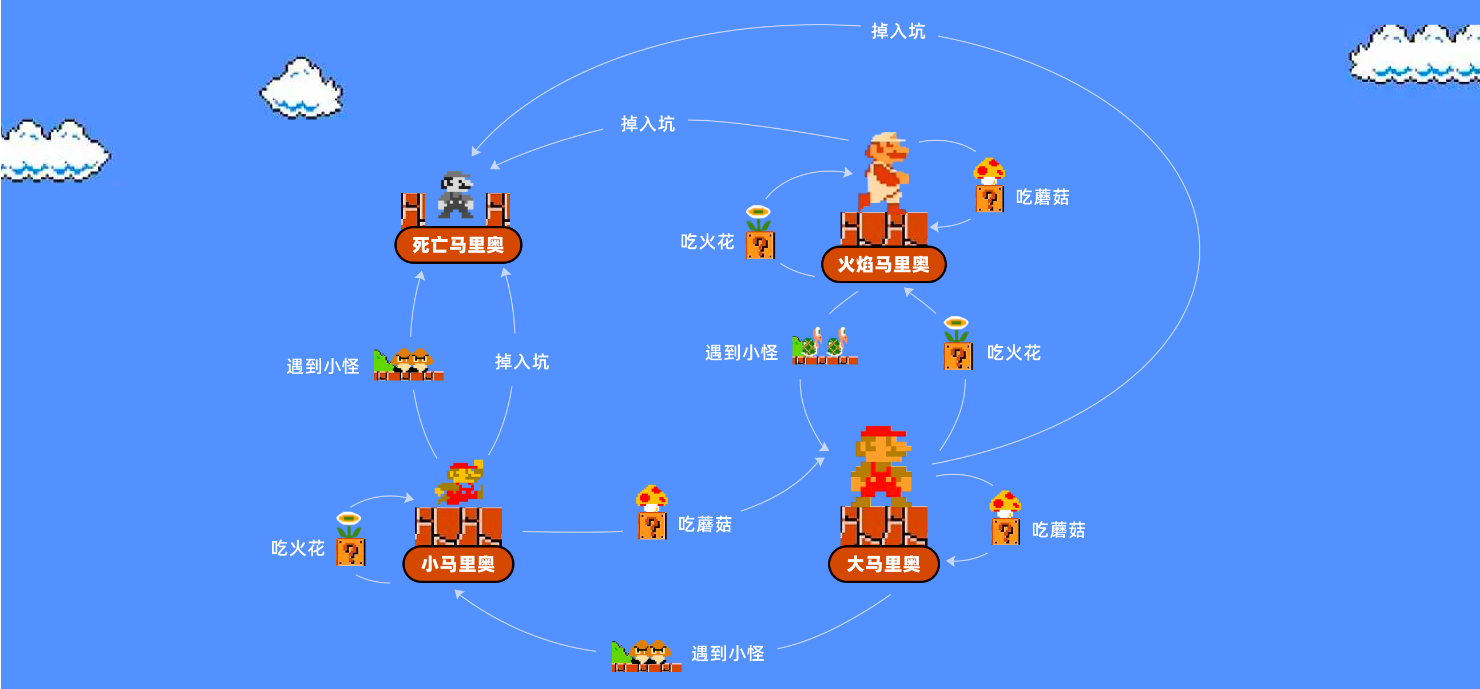 掉入坑
掉入坑
吃蘑菇
吃火花
死亡马里奥
火焰马里奥
遇到小怪
吃火花
遇到小怪
掉入坑
吃蘑菇
吃蘑菇
吃火花
小马里奥
大马里奥
遇到小怪